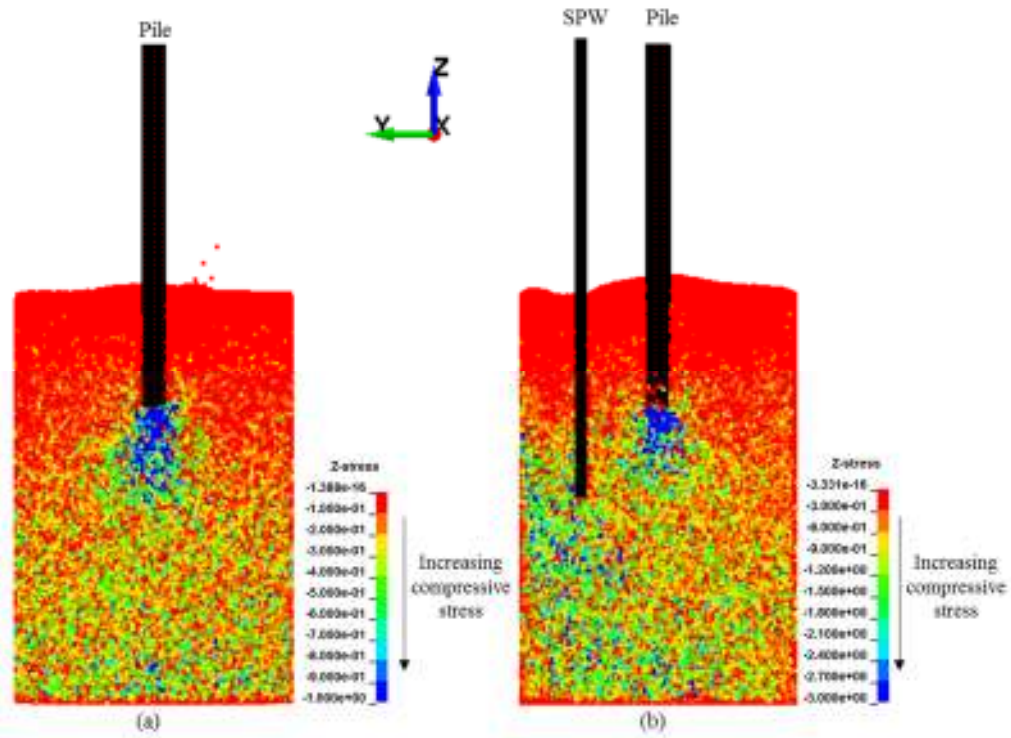 Pile
SPW
Pile
Z
Y
X
Z-stress
-1.000e-01
-2.000e-01
-3.000e-01
-4.000e-01
-5.000e-01
-6.000e-01
-7.000e-01
-8.000e-01
-9.000e-01
-1.000e+00
Increasing
compressive
stress
(a)
Z-stress
-3.331e-16
-3.000e-01
-6.000e-01
-9.000e-01
-1.200e+00
-1.500e+00
-1.800e+00
-2.100e+00
-2.400e+00
-2.700e+00
-3.000e+00
Increasing
compressive
stress
(b)